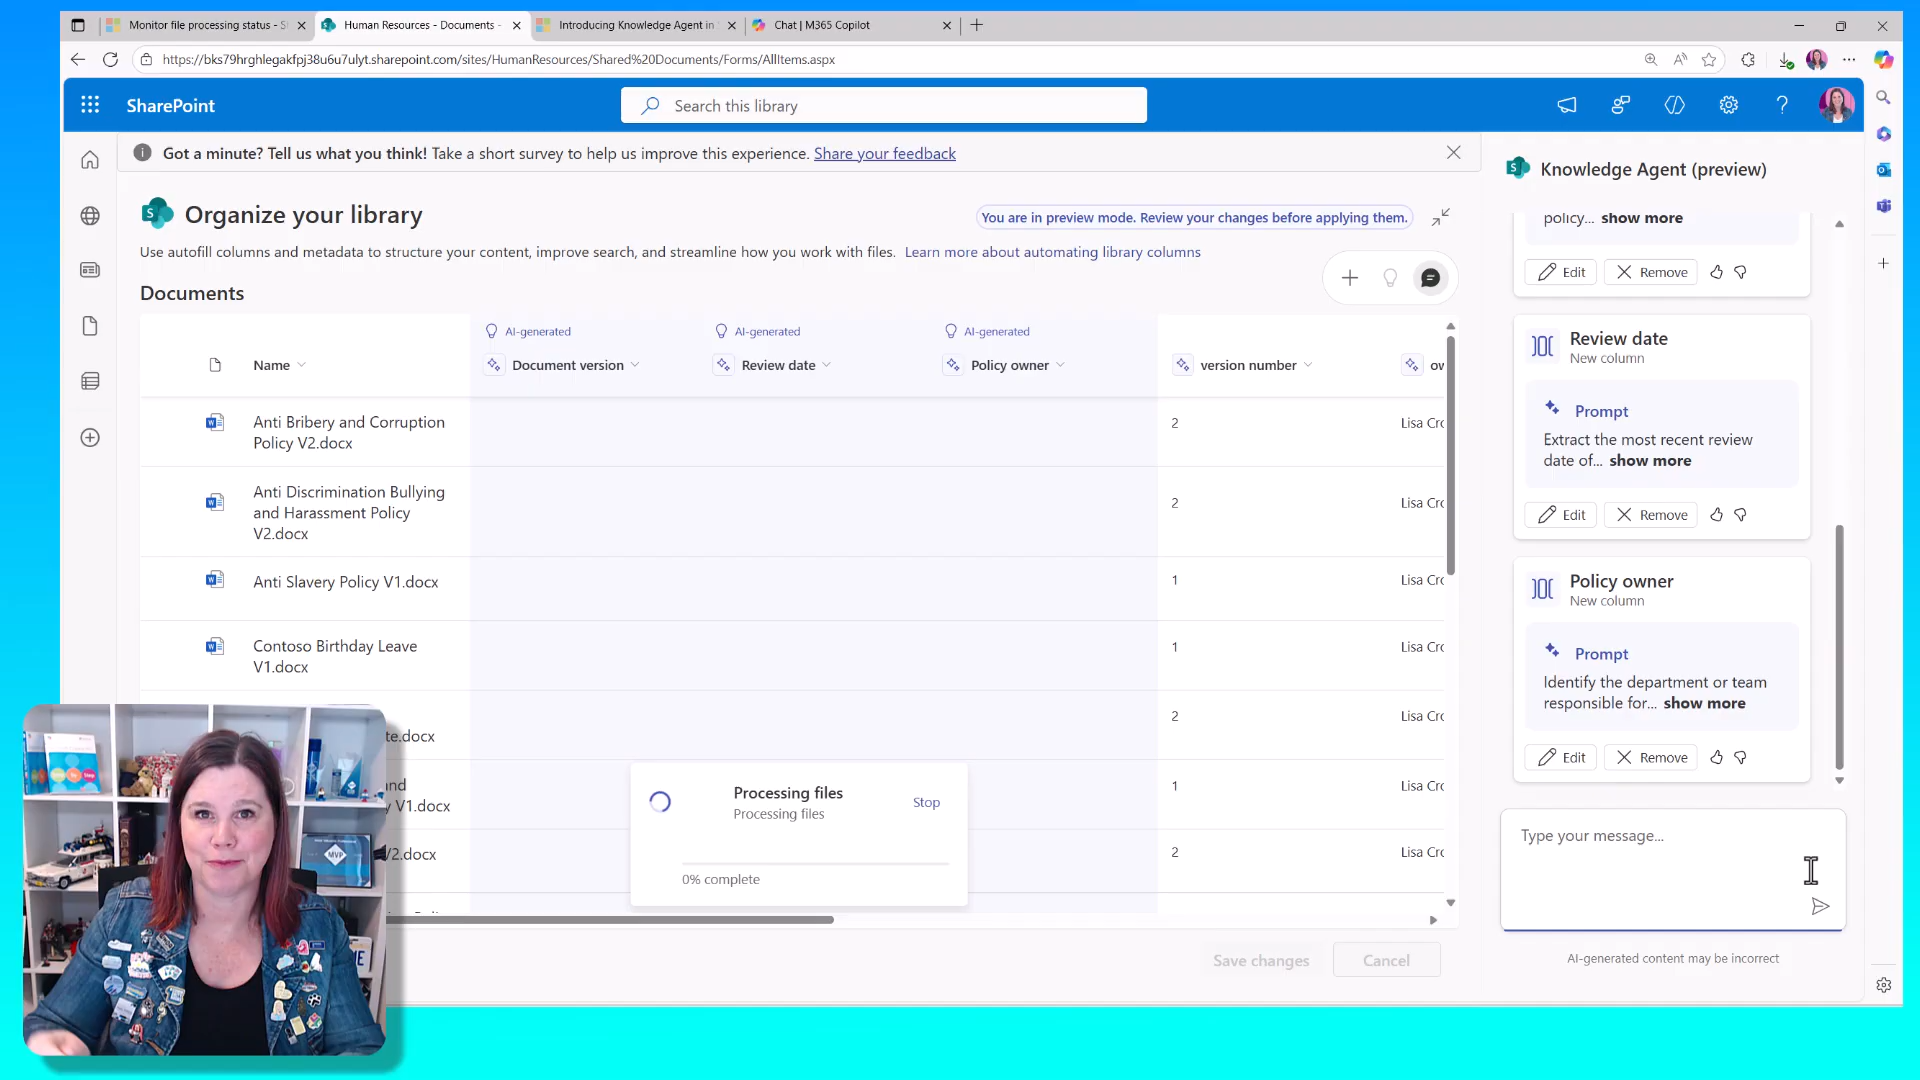 Monitor file processing status - S
Human Resources - Documents -
Introducing Knowledge Agent in
Chat | M365 Copilot
https://bks79hrghlegakfpj38u6u7ulyt.sharepoint.com/sites/HumanResources/Shared%20Documents/Forms/AllItems.aspx
SharePoint
Search this library
Got a minute? Tell us what you think! Take a short survey to help us improve this experience. Share your feedback
Organize your library
You are in preview mode. Review your changes before applying them.
Use autofill columns and metadata to structure your content, improve search, and streamline how you work with files. Learn more about automating library columns
Documents
AI-generated
AI-generated
AI-generated
Name
Document version
Review date
Policy owner
version number
ow
Anti Bribery and Corruption
Policy V2.docx
2
Lisa Crc
Anti Discrimination Bullying
and Harassment Policy
V2.docx
2
Lisa Crc
Anti Slavery Policy V1.docx
1
Lisa Crc
Contoso Birthday Leave
V1.docx
1
Lisa Crc
te.docx
2
Lisa Crc
nd
y V1.docx
1
Lisa Crc
V2.docx
2
Lisa Crc
Processing files
Processing files
Stop
0% complete
Save changes
Cancel
Knowledge Agent (preview)
policy... show more
Edit
Remove
Review date
New column
Prompt
Extract the most recent review
date of... show more
Edit
Remove
Policy owner
New column
Prompt
Identify the department or team
responsible for... show more
Edit
Remove
Type your message...
AI-generated content may be incorrect
MVP